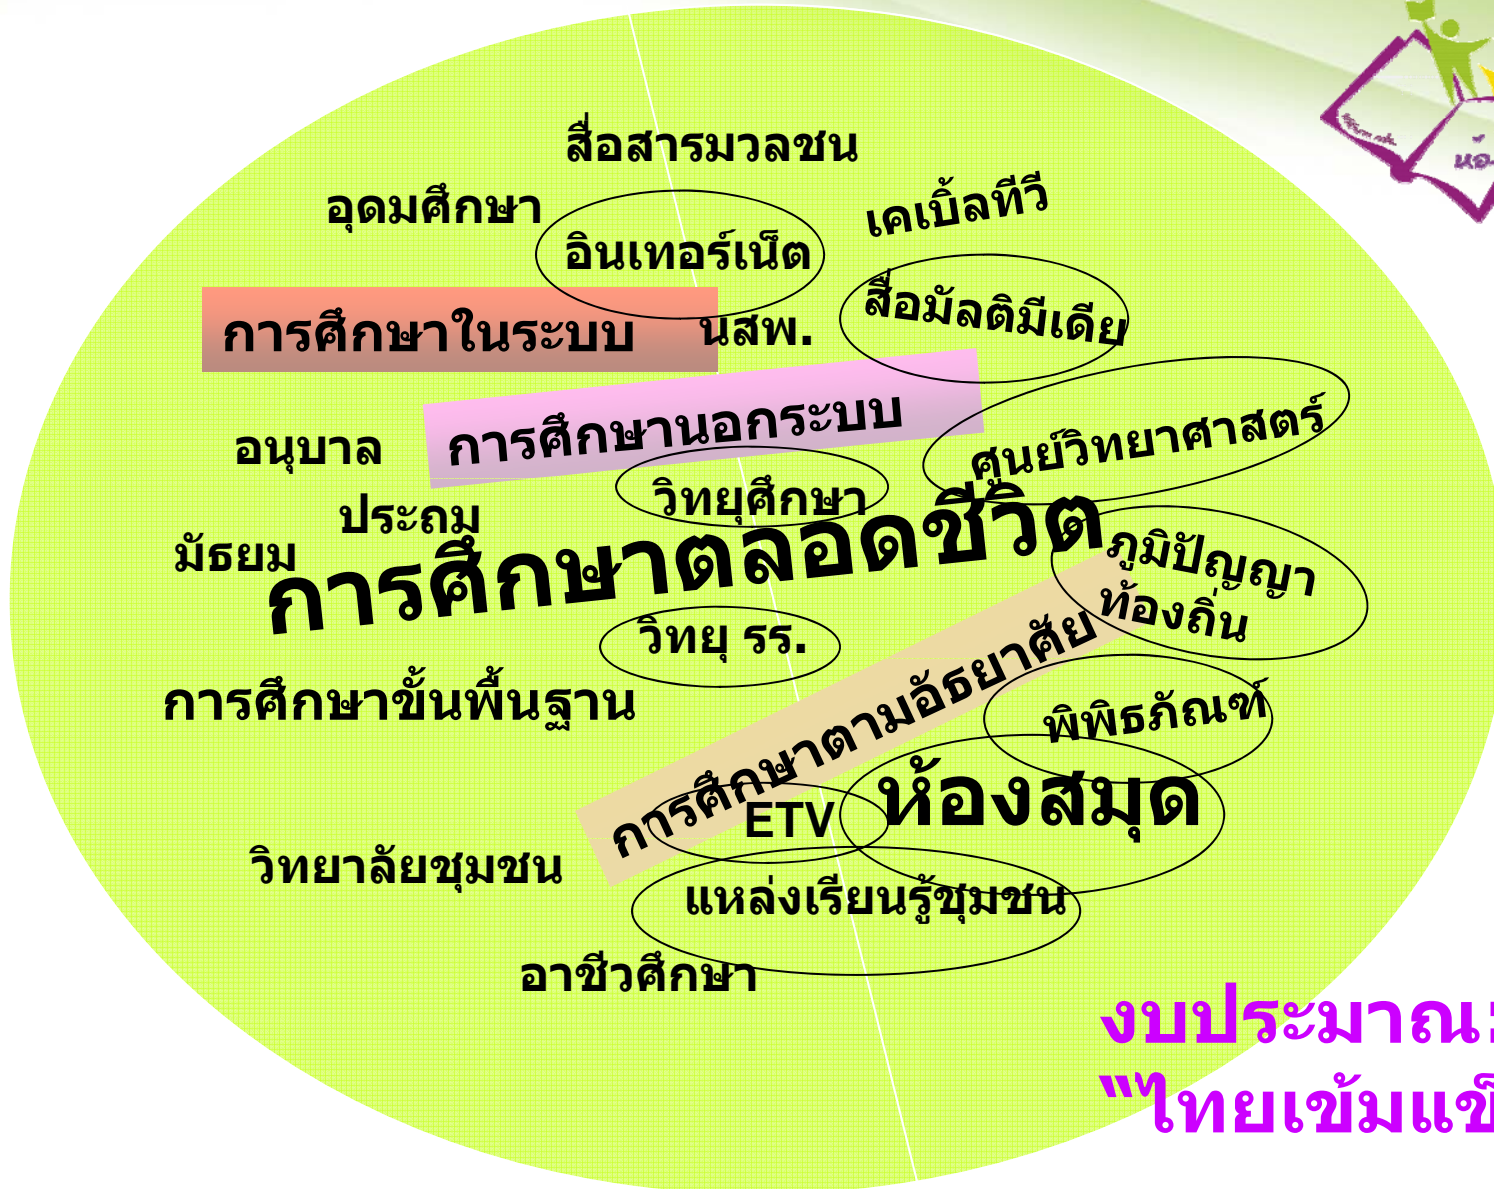 สื่อสารมวลชน
อุดมศึกษา
เคเบิ้ลทีวี
อินเทอร์เน็ต
สื่อมัลติมีเดีย
การศึกษาในระบบ
นสพ.
การศึกษานอกระบบ
ศูนย์วิทยาศาสตร์
อนุบาล
วิทยุศึกษา
ประถม
มัธยม
การศึกษาตลอดชีวิต
ภูมิปัญญา
ท้องถิ่น
วิทยุ รร.
การศึกษาตามอัธยาศัย
การศึกษาขั้นพื้นฐาน
พิพิธภัณฑ์
ห้องสมุด
ETV
วิทยาลัยชุมชน
แหล่งเรียนรู้ชุมชน
อาชีวศึกษา
งบประมาณ:
"ไทยเข้มแข็